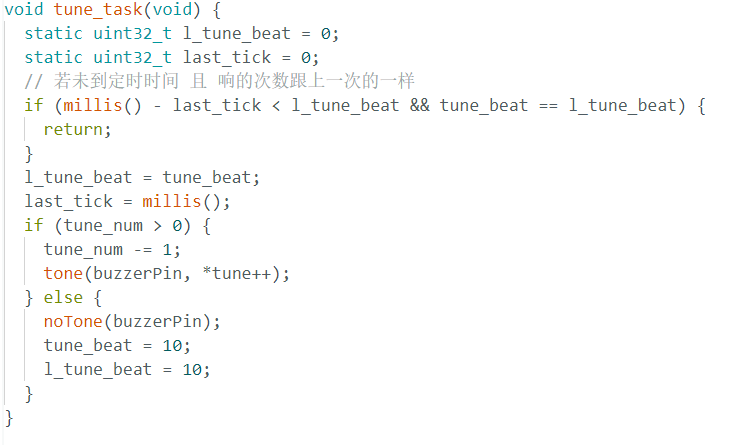 void tune_task(void) {
  static uint32_t l_tune_beat = 0;
  static uint32_t last_tick = 0;
  // 若未到定时时间 且 响的次数跟上一次的一样
  if (millis() - last_tick < l_tune_beat && tune_beat == l_tune_beat) {
    return;
  }
  l_tune_beat = tune_beat;
  last_tick = millis();
  if (tune_num > 0) {
    tune_num -= 1;
    tone(buzzerPin, *tune++);
  } else {
    noTone(buzzerPin);
    tune_beat = 10;
    l_tune_beat = 10;
  }
}